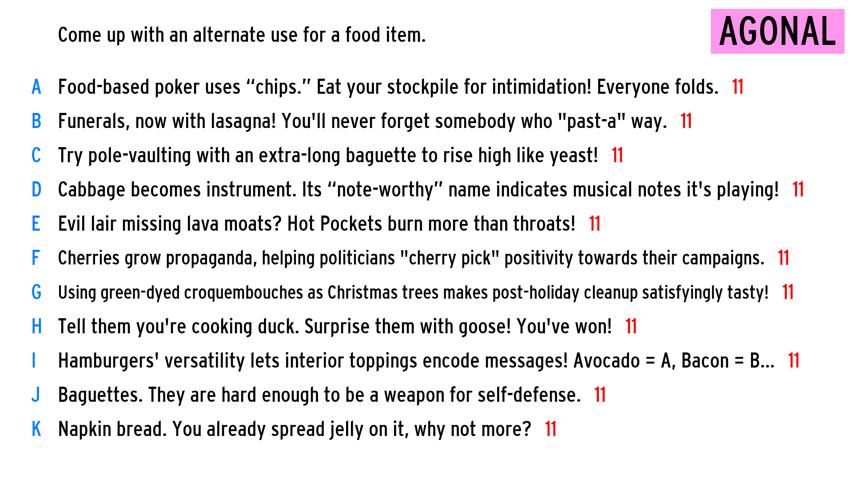 Come up with an alternate use for a food item.
AGONAL
A Food-based poker uses “chips.” Eat your stockpile for intimidation! Everyone folds. 11
B Funerals, now with lasagna! You'll never forget somebody who "past-a" way. 11
C Try pole-vaulting with an extra-long baguette to rise high like yeast! 11
D Cabbage becomes instrument. Its “note-worthy” name indicates musical notes it's playing! 11
E Evil lair missing lava moats? Hot Pockets burn more than throats! 11
F Cherries grow propaganda, helping politicians "cherry pick" positivity towards their campaigns. 11
G Using green-dyed croquembouches as Christmas trees makes post-holiday cleanup satisfyingly tasty! 11
H Tell them you're cooking duck. Surprise them with goose! You've won! 11
I Hamburgers' versatility lets interior toppings encode messages! Avocado = A, Bacon = B... 11
J Baguettes. They are hard enough to be a weapon for self-defense. 11
K Napkin bread. You already spread jelly on it, why not more? 11